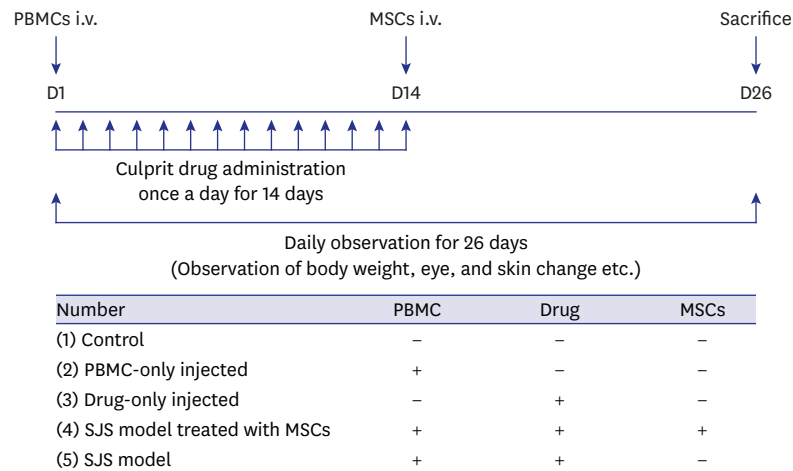 PBMCs i.v. MSCs i.v. Sacrifice
D1 D14 D26
Culprit drug administration
once a day for 14 days
Daily observation for 26 days
(Observation of body weight, eye, and skin change etc.)
Number PBMC Drug MSCs
(1) Control – – –
(2) PBMC-only injected + – –
(3) Drug-only injected – + –
(4) SJS model treated with MSCs + + +
(5) SJS model + + –